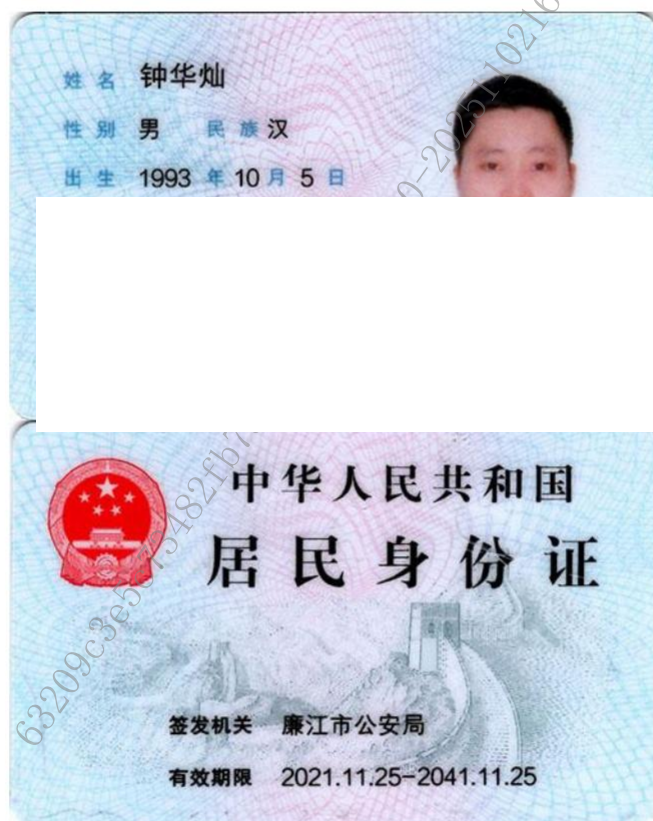 姓名 钟华灿
性别 男 民族 汉
出生 1993 年 10 月 5 日
中华人民共和国
居民身份证
签发机关 廉江市公安局
有效期限 2021.11.25-2041.11.25